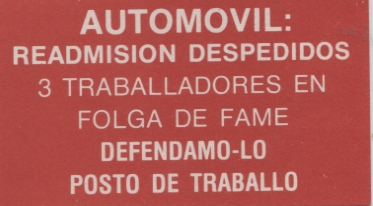 AUTOMOVIL:
READMISION DESPEDIDOS
3 TRABALLADORES EN
FOLGA DE FAME
DEFENDAMO-LO
POSTO DE TRABALLO